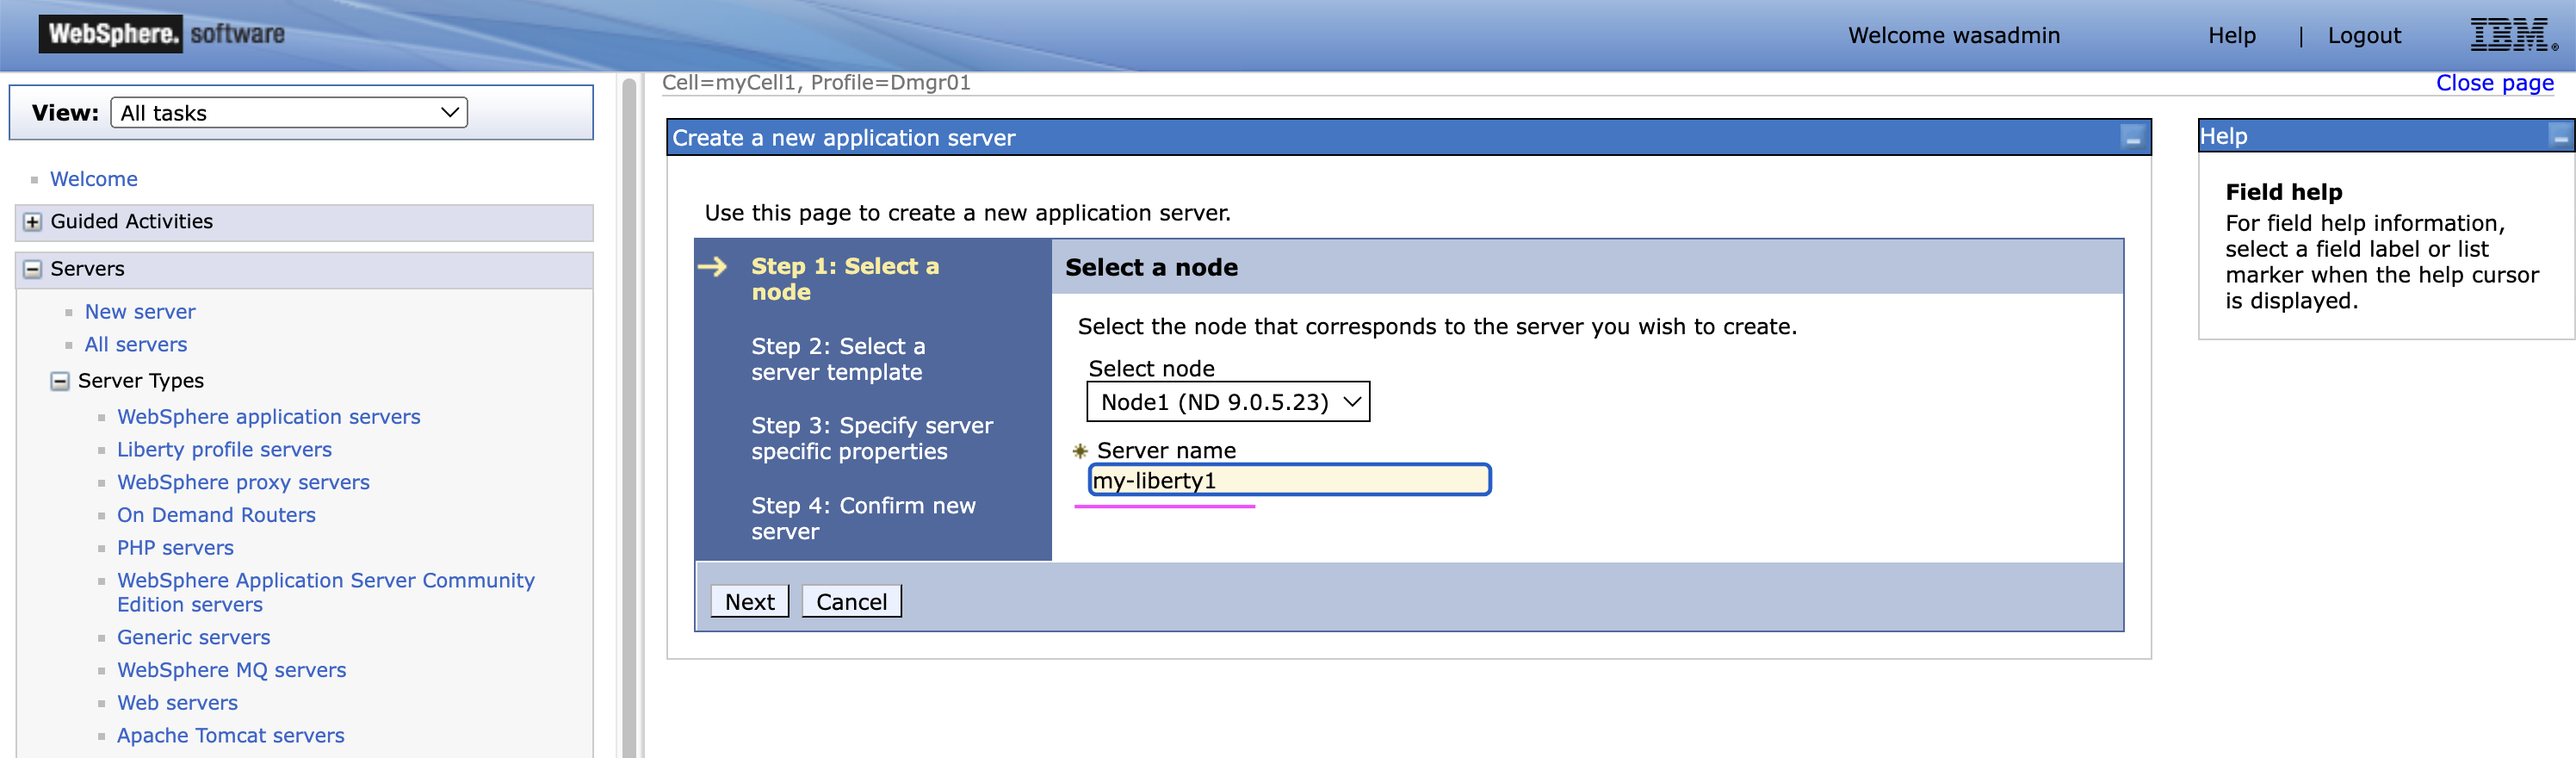 WebSphere. software
Welcome wasadmin
Help | Logout
IBM®
View: All tasks
Welcome
Guided Activities
Servers
New server
All servers
Server Types
WebSphere application servers
Liberty profile servers
WebSphere proxy servers
On Demand Routers
PHP servers
WebSphere Application Server Community
Edition servers
Generic servers
WebSphere MQ servers
Web servers
Apache Tomcat servers
Cell=myCell1, Profile=Dmgr01
Close page
Create a new application server
Use this page to create a new application server.
Step 1: Select a
node
Step 2: Select a
server template
Step 3: Specify server
specific properties
Step 4: Confirm new
server
Select a node
Select the node that corresponds to the server you wish to create.
Select node
Node1 (ND 9.0.5.23)
Server name
my-liberty1
Next
Cancel
Help
Field help
For field help information,
select a field label or list
marker when the help cursor
is displayed.